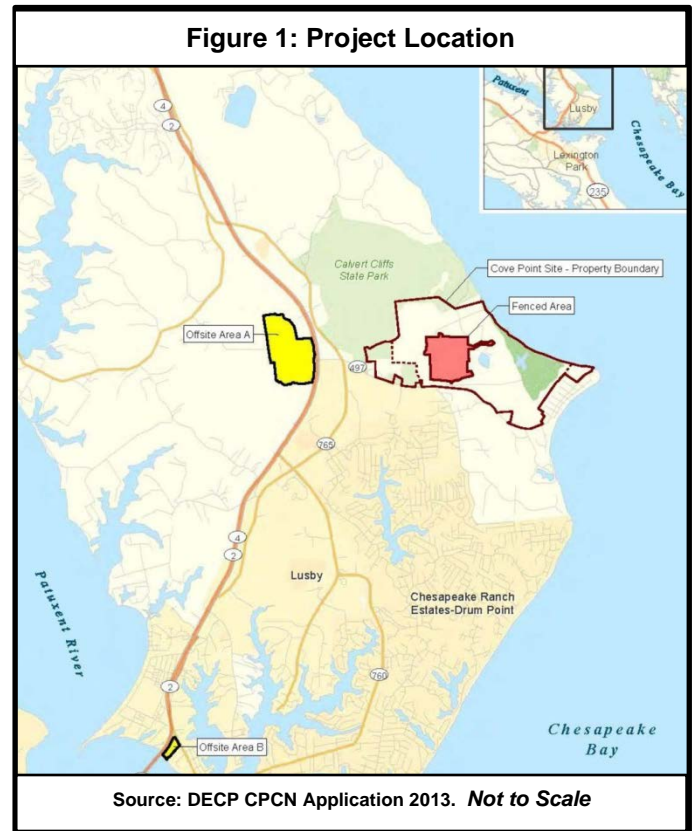 Figure 1: Project Location
4
2
Patuxent
Lusby
Lexington
Park
235
Chesapeake
Bay
Calvert Cliffs
State Park
Cove Point Site - Property Boundary
Fenced Area
Offsite Area A
497
765
4
2
Lusby
Chesapeake Ranch
Estates-Drum Point
Patuxent
River
760
2
Offsite Area B
Chesapeake
Bay
Source: DECP CPCN Application 2013. Not to Scale